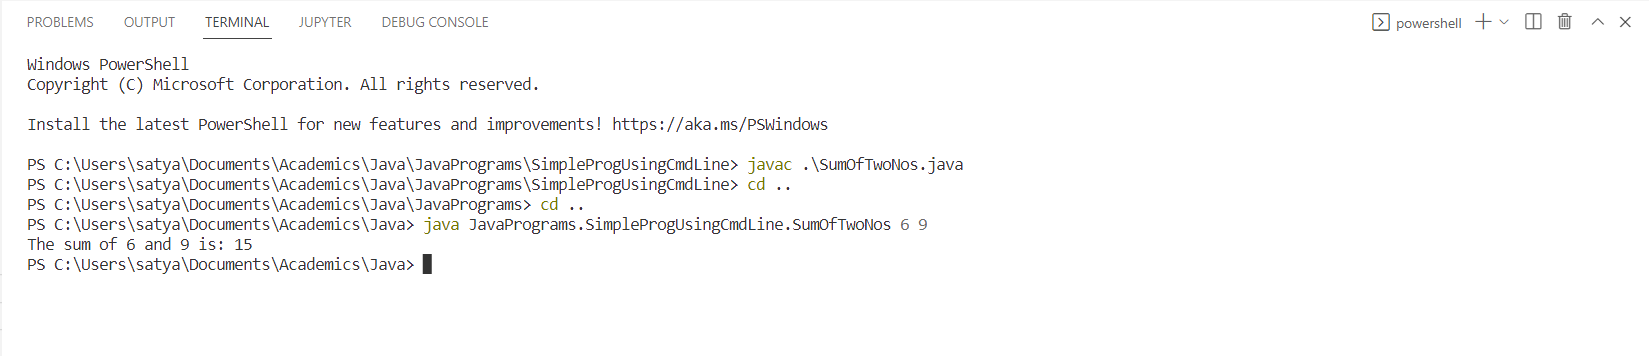 PROBLEMS OUTPUT TERMINAL JUPYTER DEBUG CONSOLE powershell
Windows PowerShell
Copyright (C) Microsoft Corporation. All rights reserved.
Install the latest PowerShell for new features and improvements! https://aka.ms/PSWindows
PS C:\Users\satya\Documents\Academics\Java\JavaPrograms\SimpleProgUsingCmdLine> javac .\SumOfTwoNos.java
PS C:\Users\satya\Documents\Academics\Java\JavaPrograms\SimpleProgUsingCmdLine> cd ..
PS C:\Users\satya\Documents\Academics\Java\JavaPrograms> cd ..
PS C:\Users\satya\Documents\Academics\Java> java JavaPrograms.SimpleProgUsingCmdLine.SumOfTwoNos 6 9
The sum of 6 and 9 is: 15
PS C:\Users\satya\Documents\Academics\Java>